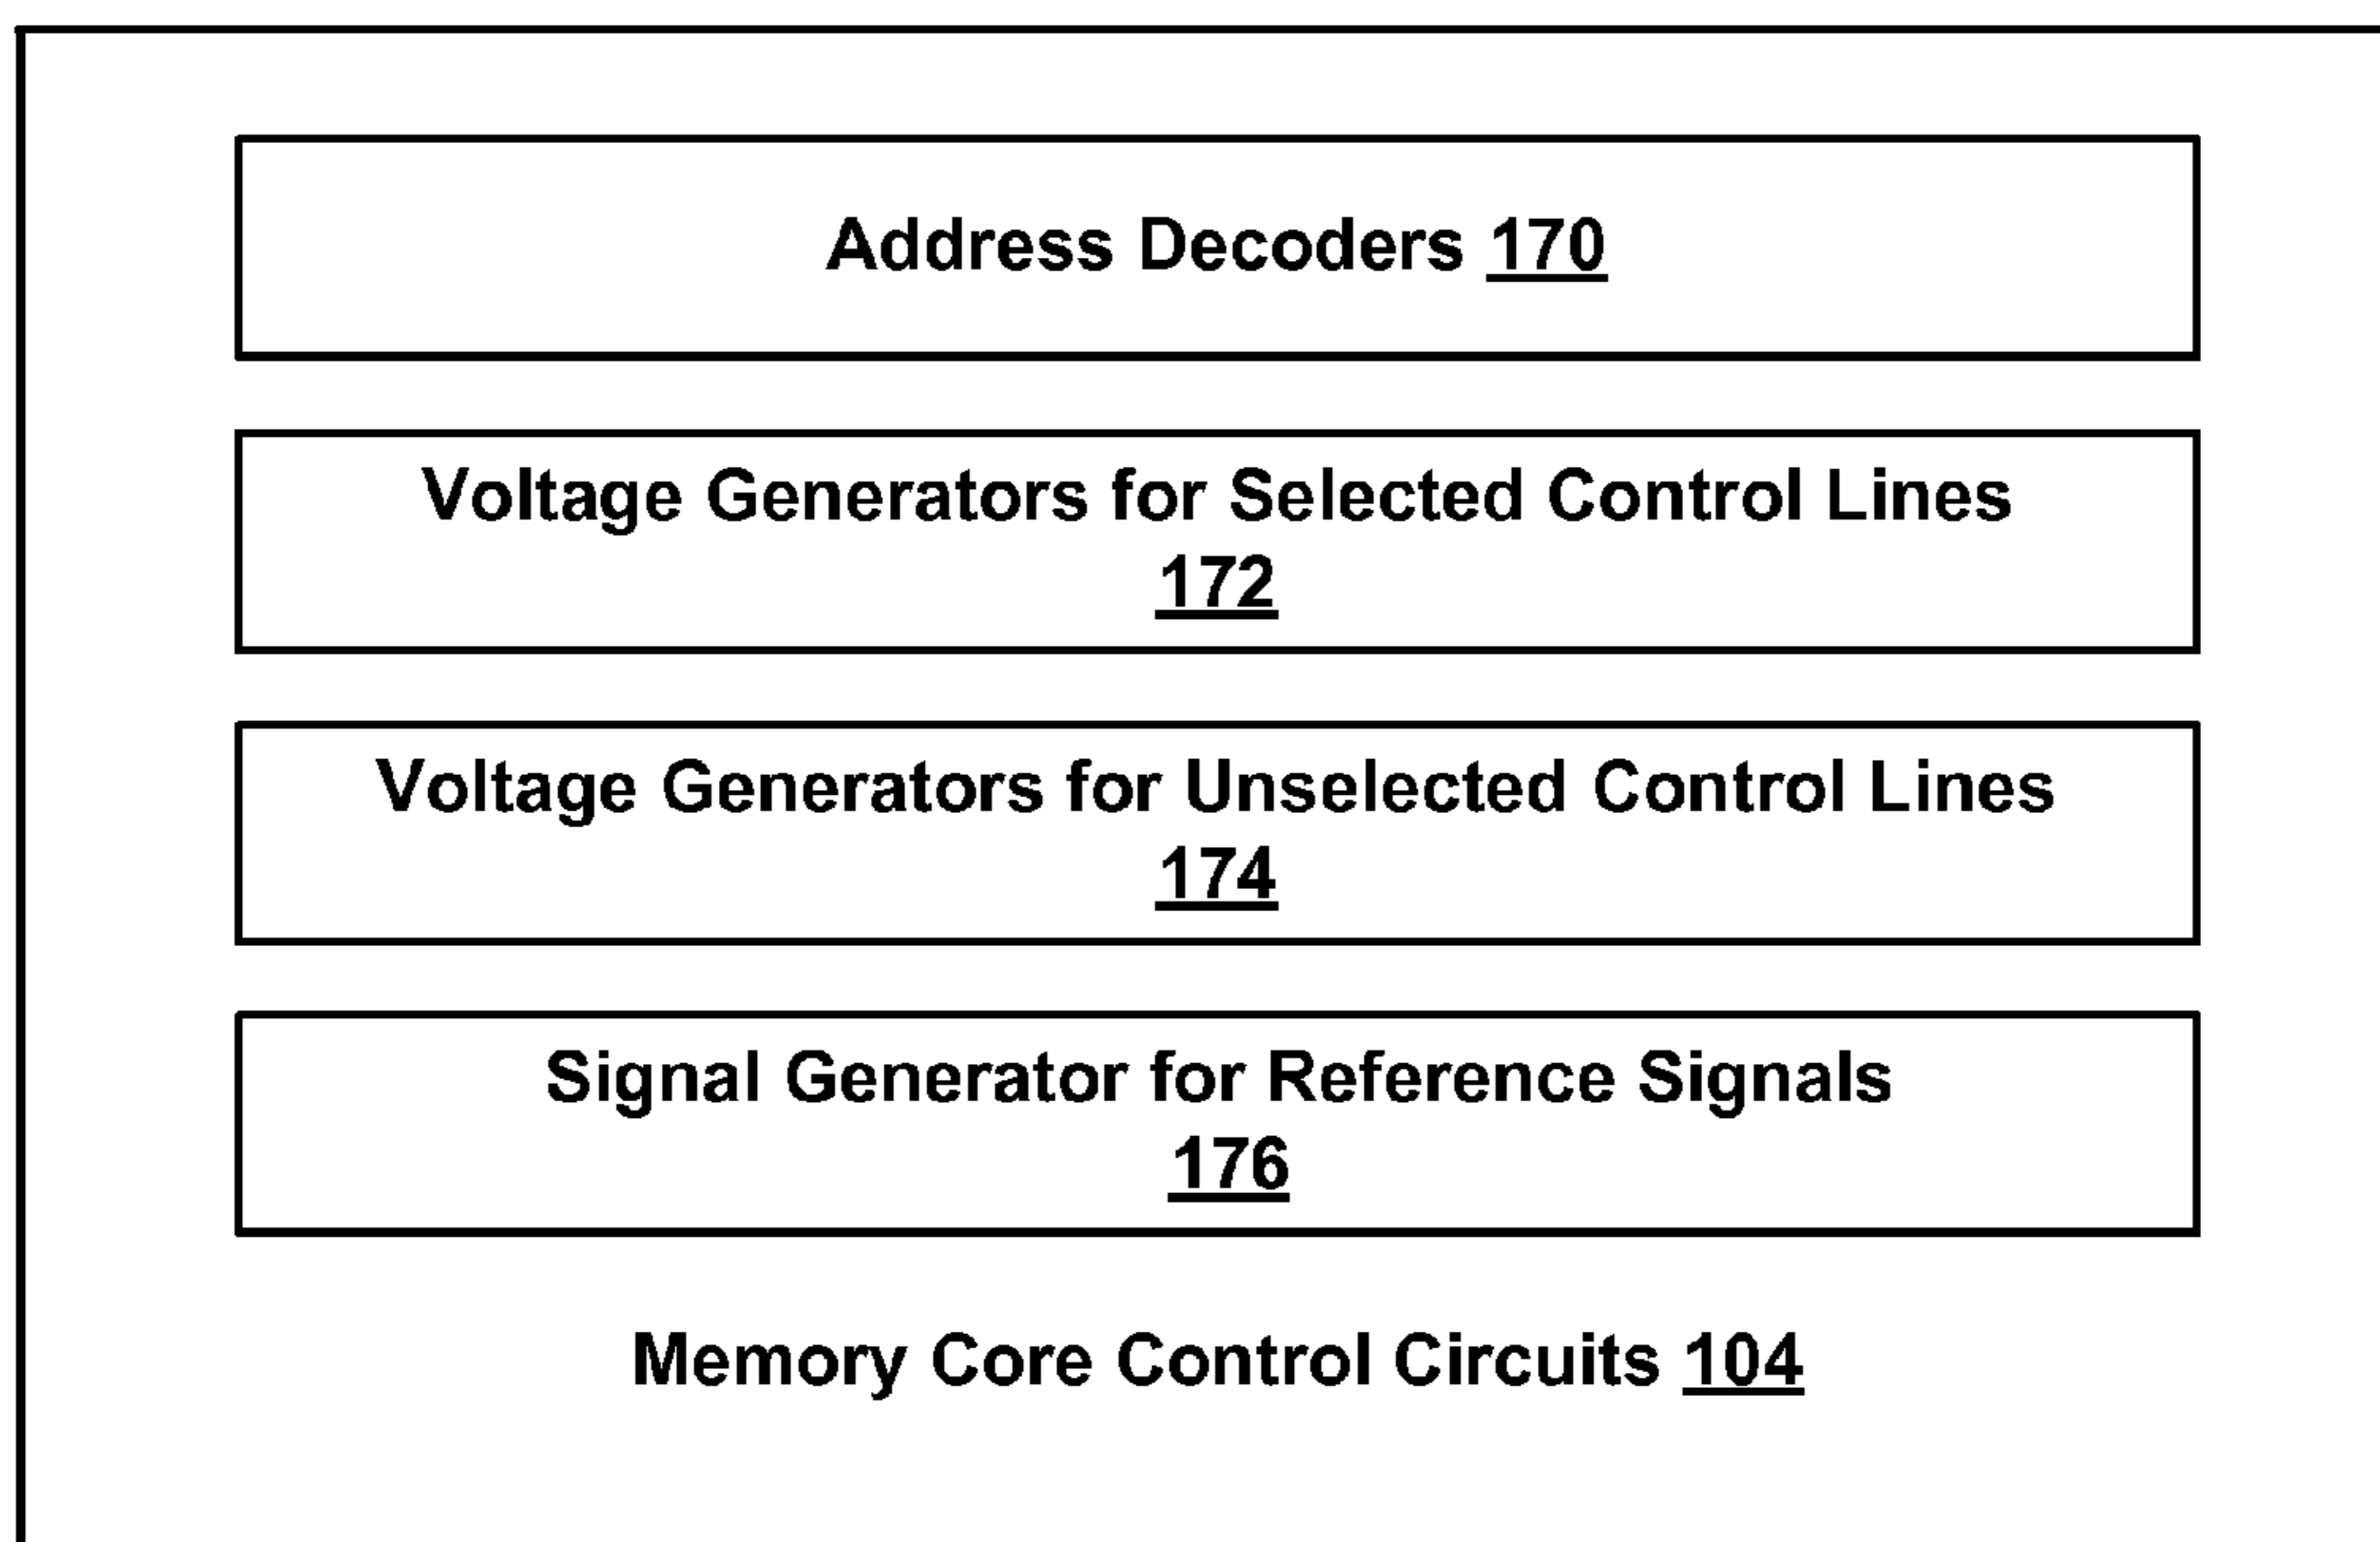 Address Decoders 170
Voltage Generators for Selected Control Lines
172
Voltage Generators for Unselected Control Lines
174
Signal Generator for Reference Signals
176
Memory Core Control Circuits 104